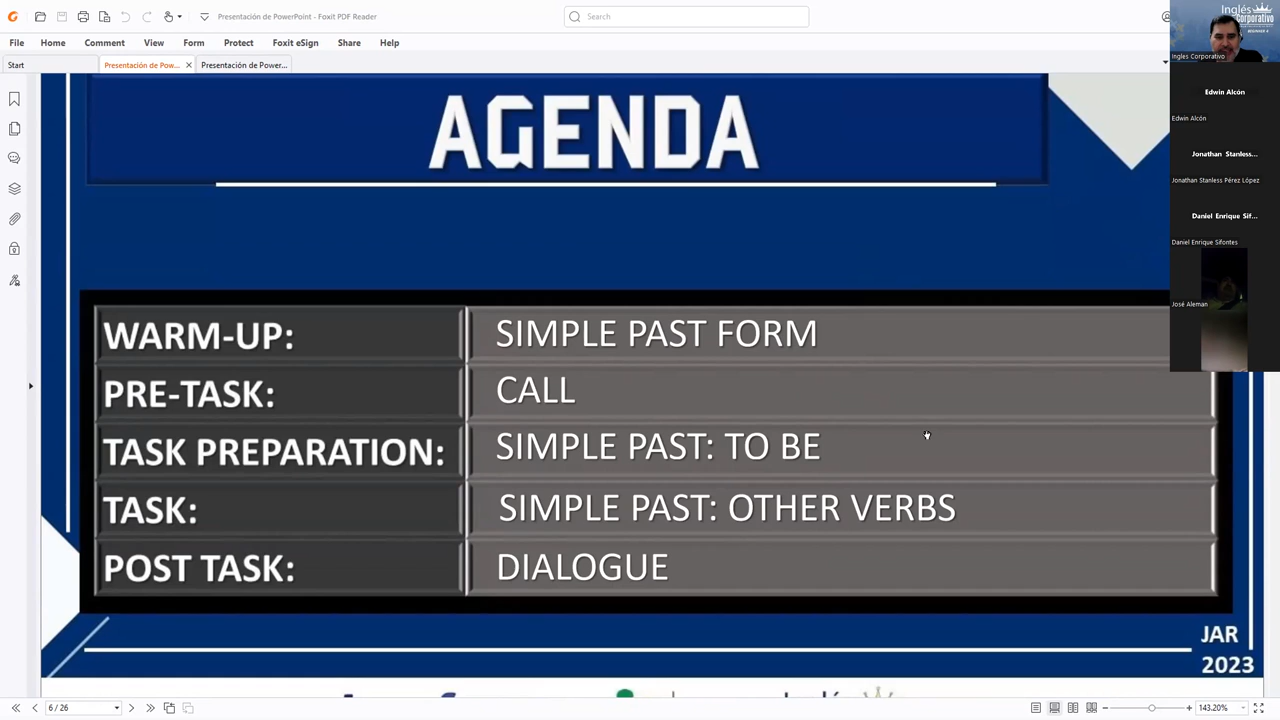 Presentación de PowerPoint - Foxit PDF Reader
Search
File Home Comment View Form Protect Foxit eSign Share Help
Start
Presentación de Pow...
Presentación de Power...
AGENDA
WARM-UP: SIMPLE PAST FORM
PRE-TASK: CALL
TASK PREPARATION: SIMPLE PAST: TO BE
TASK: SIMPLE PAST: OTHER VERBS
POST TASK: DIALOGUE
JAR
2023
6 / 26
143.20%
Inglés
Corporativo
BEGINNER 4
Ingles Corporativo
Edwin Alcón
Edwin Alcón
Jonathan Stanless...
Jonathan Stanless Pérez López
Daniel Enrique Sif...
Daniel Enrique Sifontes
José Aleman